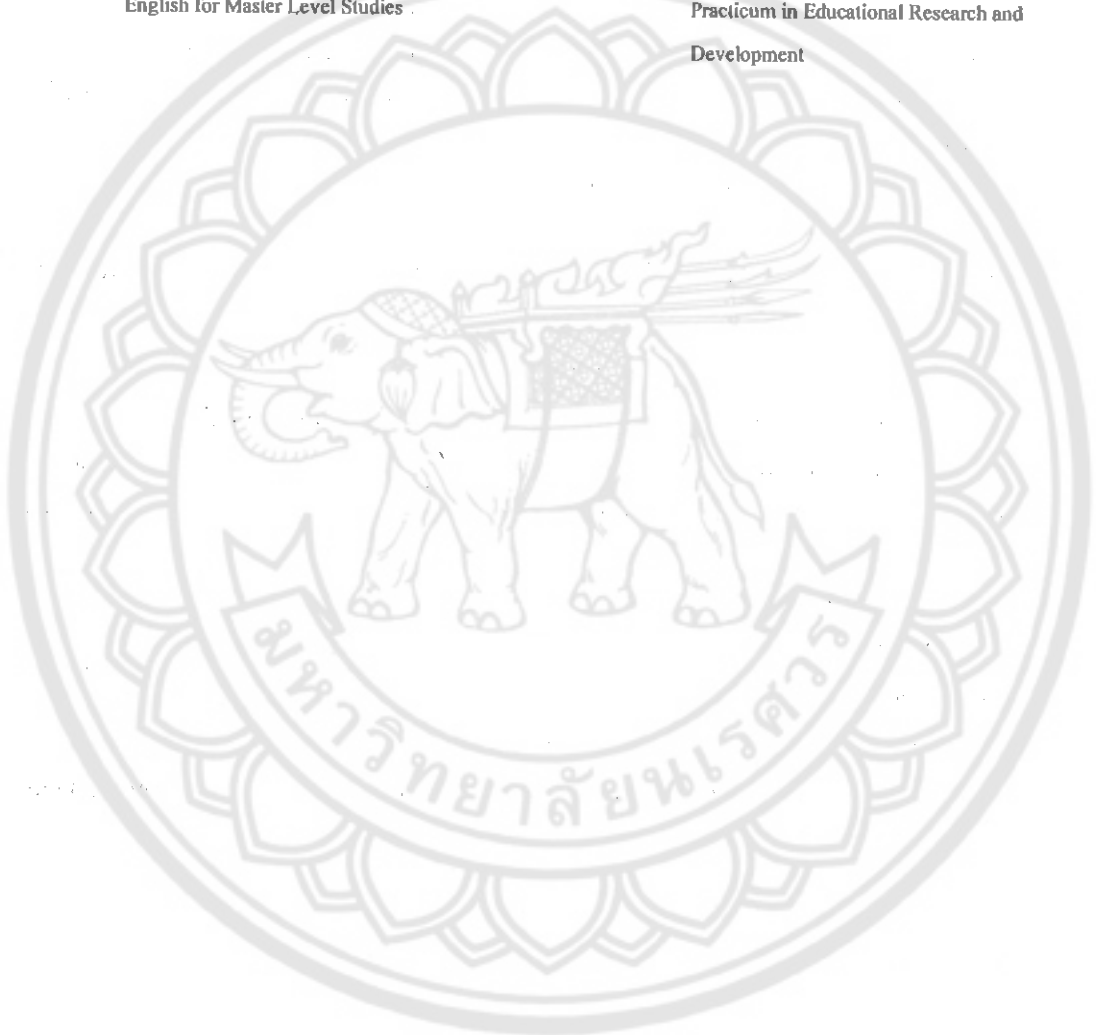 English for Master Level Studies
Practicum in Educational Research and
Development
มหาวิทยาลัยนเรศวร